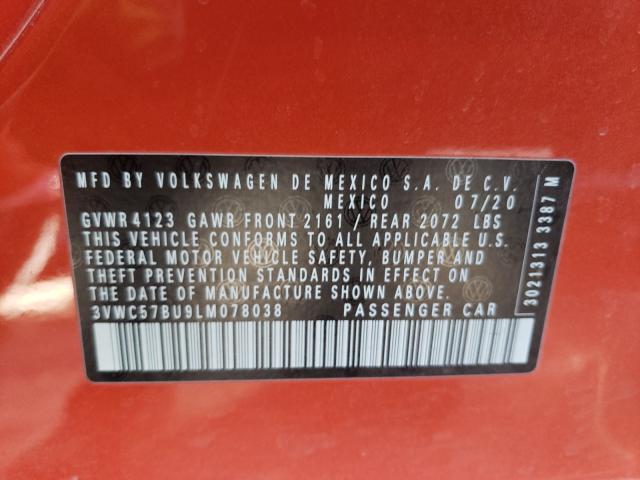 MFD BY VOLKSWAGEN DE MEXICO S.A. DE C.V.
MEXICO 07/20
GVWR 4123 GAWR FRONT 2161 / REAR 2072 LBS
THIS VEHICLE CONFORMS TO ALL APPLICABLE U.S.
FEDERAL MOTOR VEHICLE SAFETY, BUMPER AND
THEFT PREVENTION STANDARDS IN EFFECT ON
THE DATE OF MANUFACTURE SHOWN ABOVE.
3VWC57BU9LM078038 PASSENGER CAR
3021313 3387 M